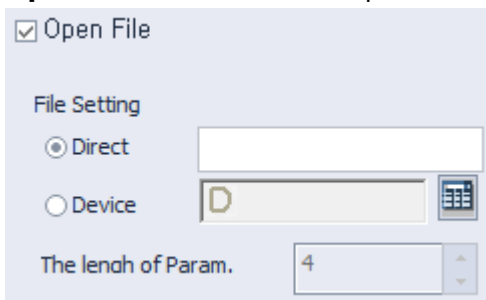 Open File
File Setting
Direct
Device D
The lengh of Param. 4